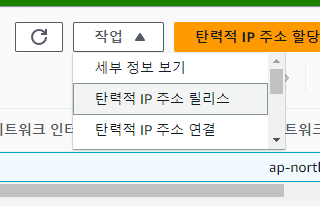 작업 ▲
탄력적 IP 주소 할당
세부 정보 보기
탄력적 IP 주소 릴리스
탄력적 IP 주소 연결
ap-north